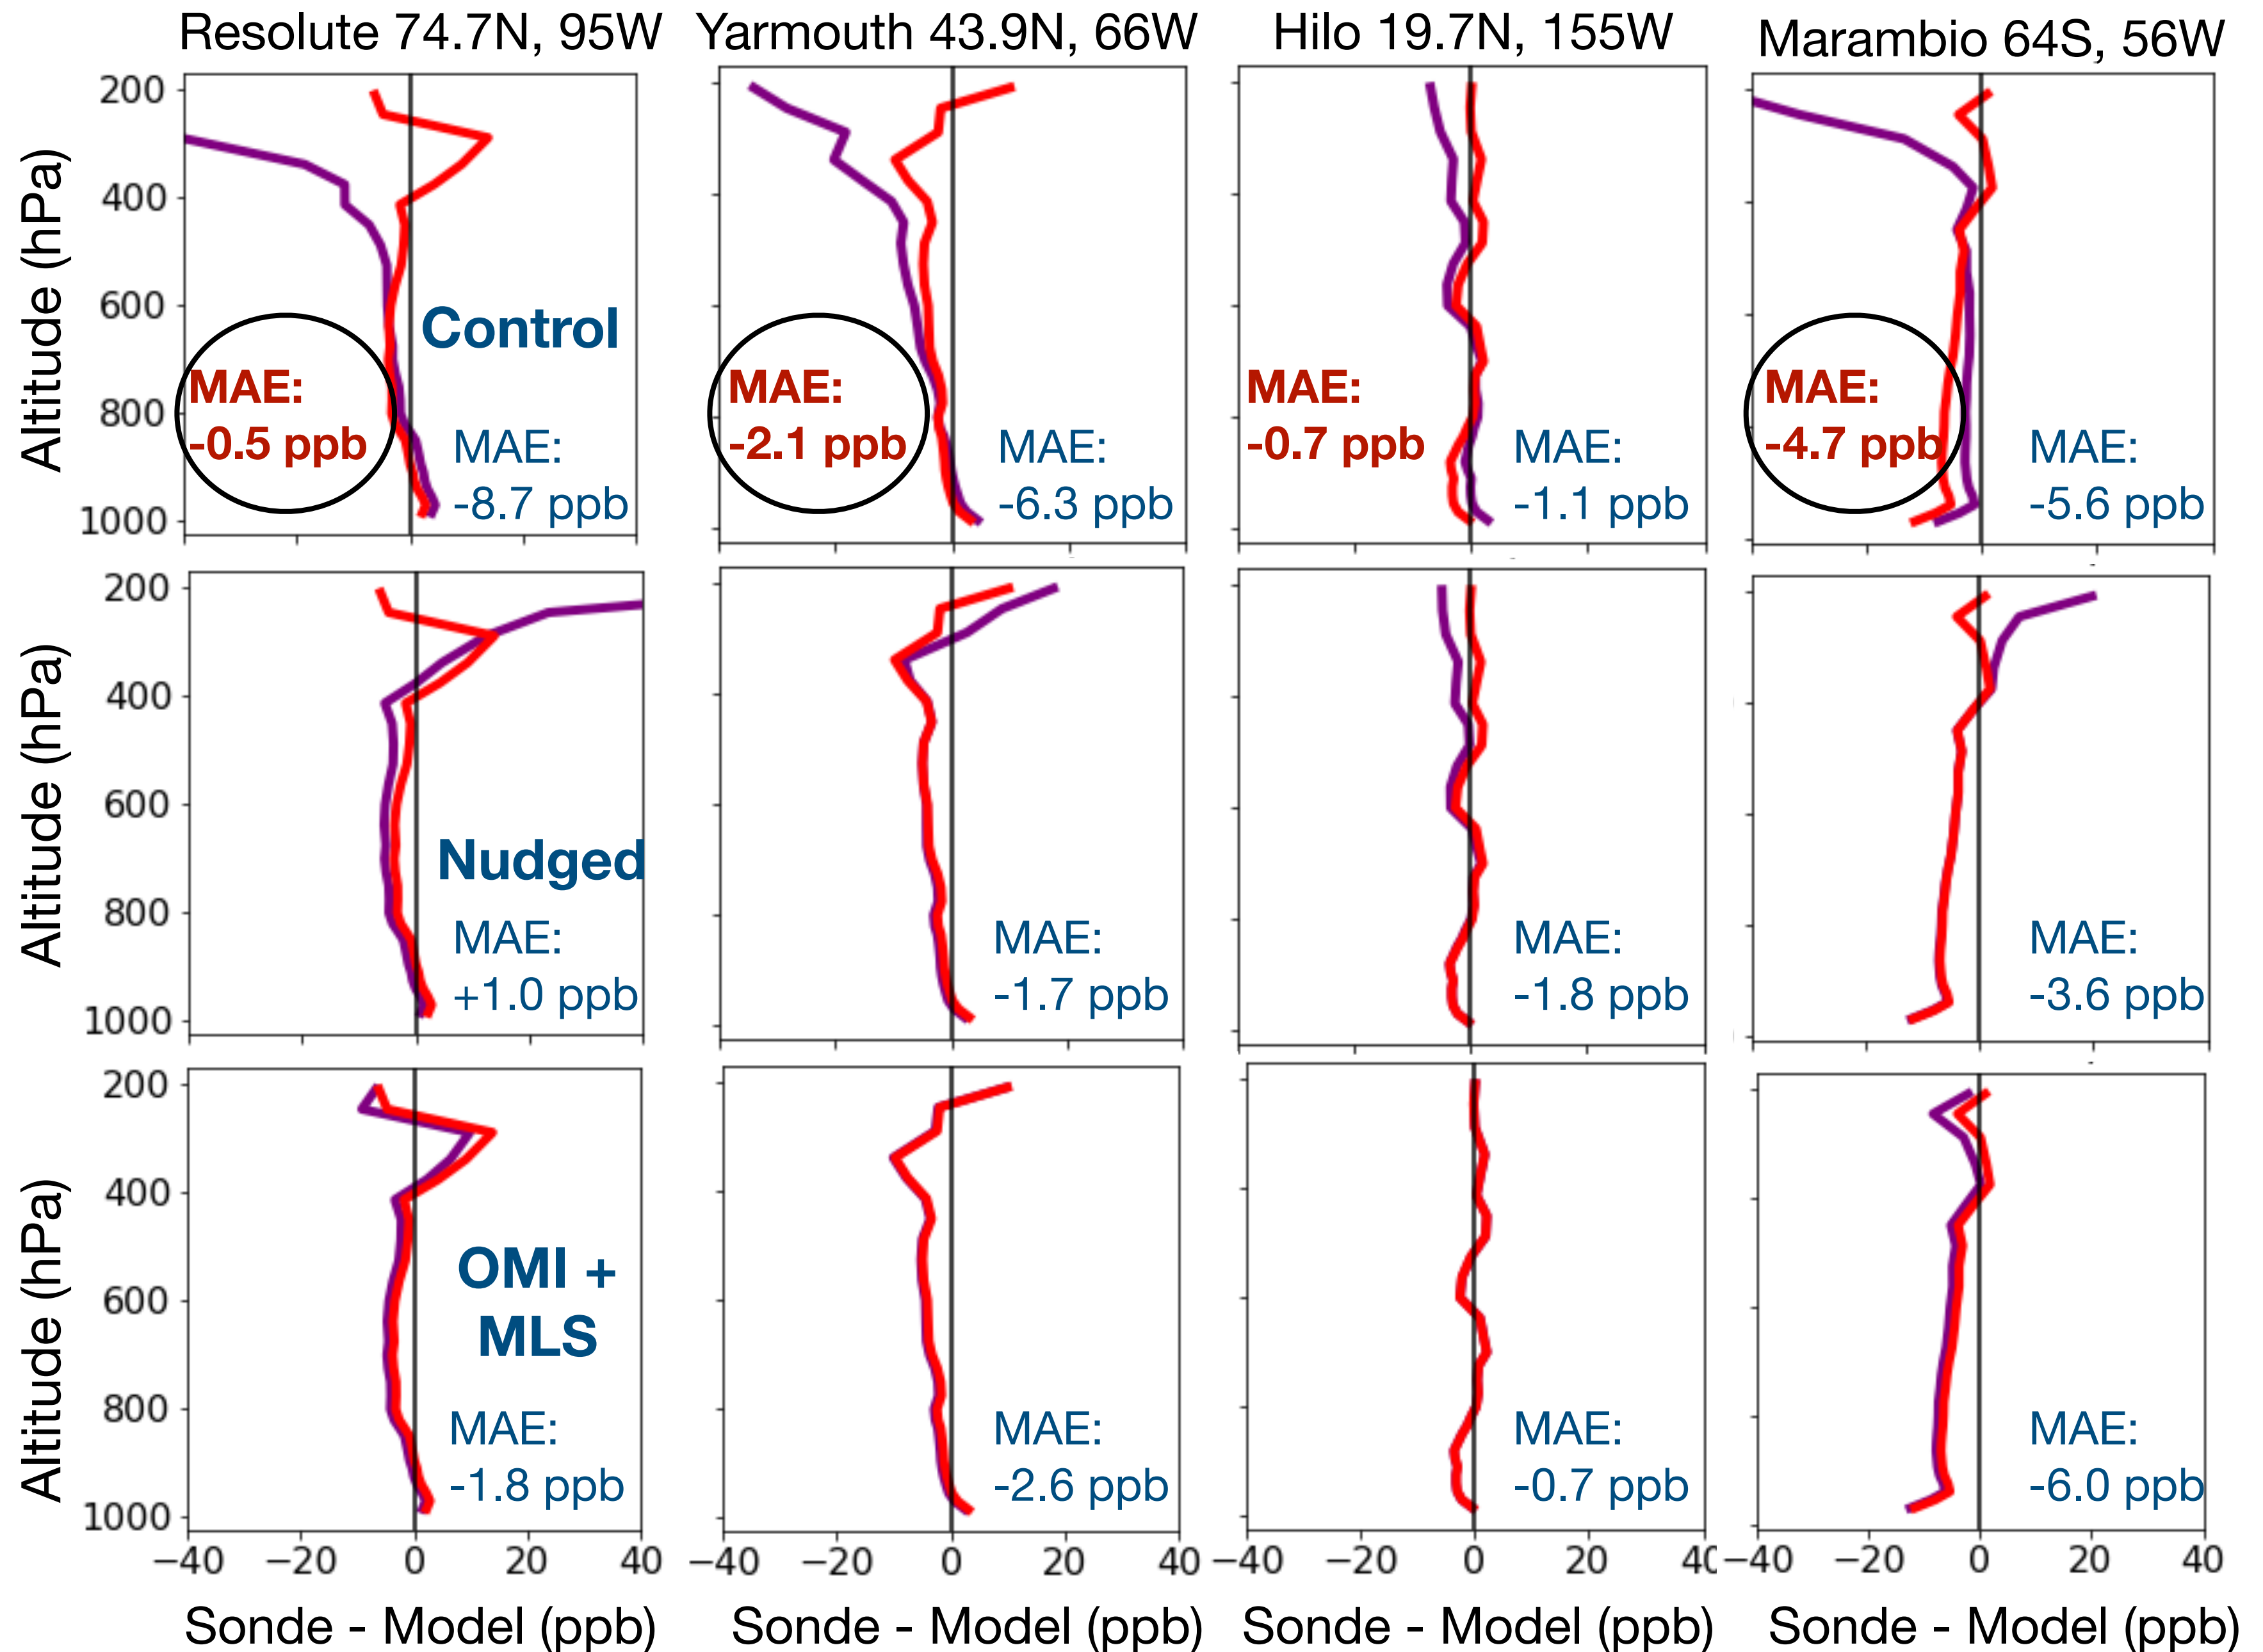 Resolute 74.7N, 95W
Yarmouth 43.9N, 66W
Hilo 19.7N, 155W
Marambio 64S, 56W
Altitude (hPa)
200
400
600
800
1000
Control
MAE:
-0.5 ppb
MAE:
-8.7 ppb
MAE:
-2.1 ppb
MAE:
-6.3 ppb
MAE:
-0.7 ppb
MAE:
-1.1 ppb
MAE:
-4.7 ppb
MAE:
-5.6 ppb
Altitude (hPa)
200
400
600
800
1000
Nudged
MAE:
+1.0 ppb
MAE:
-1.7 ppb
MAE:
-1.8 ppb
MAE:
-3.6 ppb
Altitude (hPa)
200
400
600
800
1000
OMI +
MLS
MAE:
-1.8 ppb
MAE:
-2.6 ppb
MAE:
-0.7 ppb
MAE:
-6.0 ppb
−40 −20 0 20 40
−40 −20 0 20 40
−40 −20 0 20 40
−40 −20 0 20 40
Sonde - Model (ppb)
Sonde - Model (ppb)
Sonde - Model (ppb)
Sonde - Model (ppb)